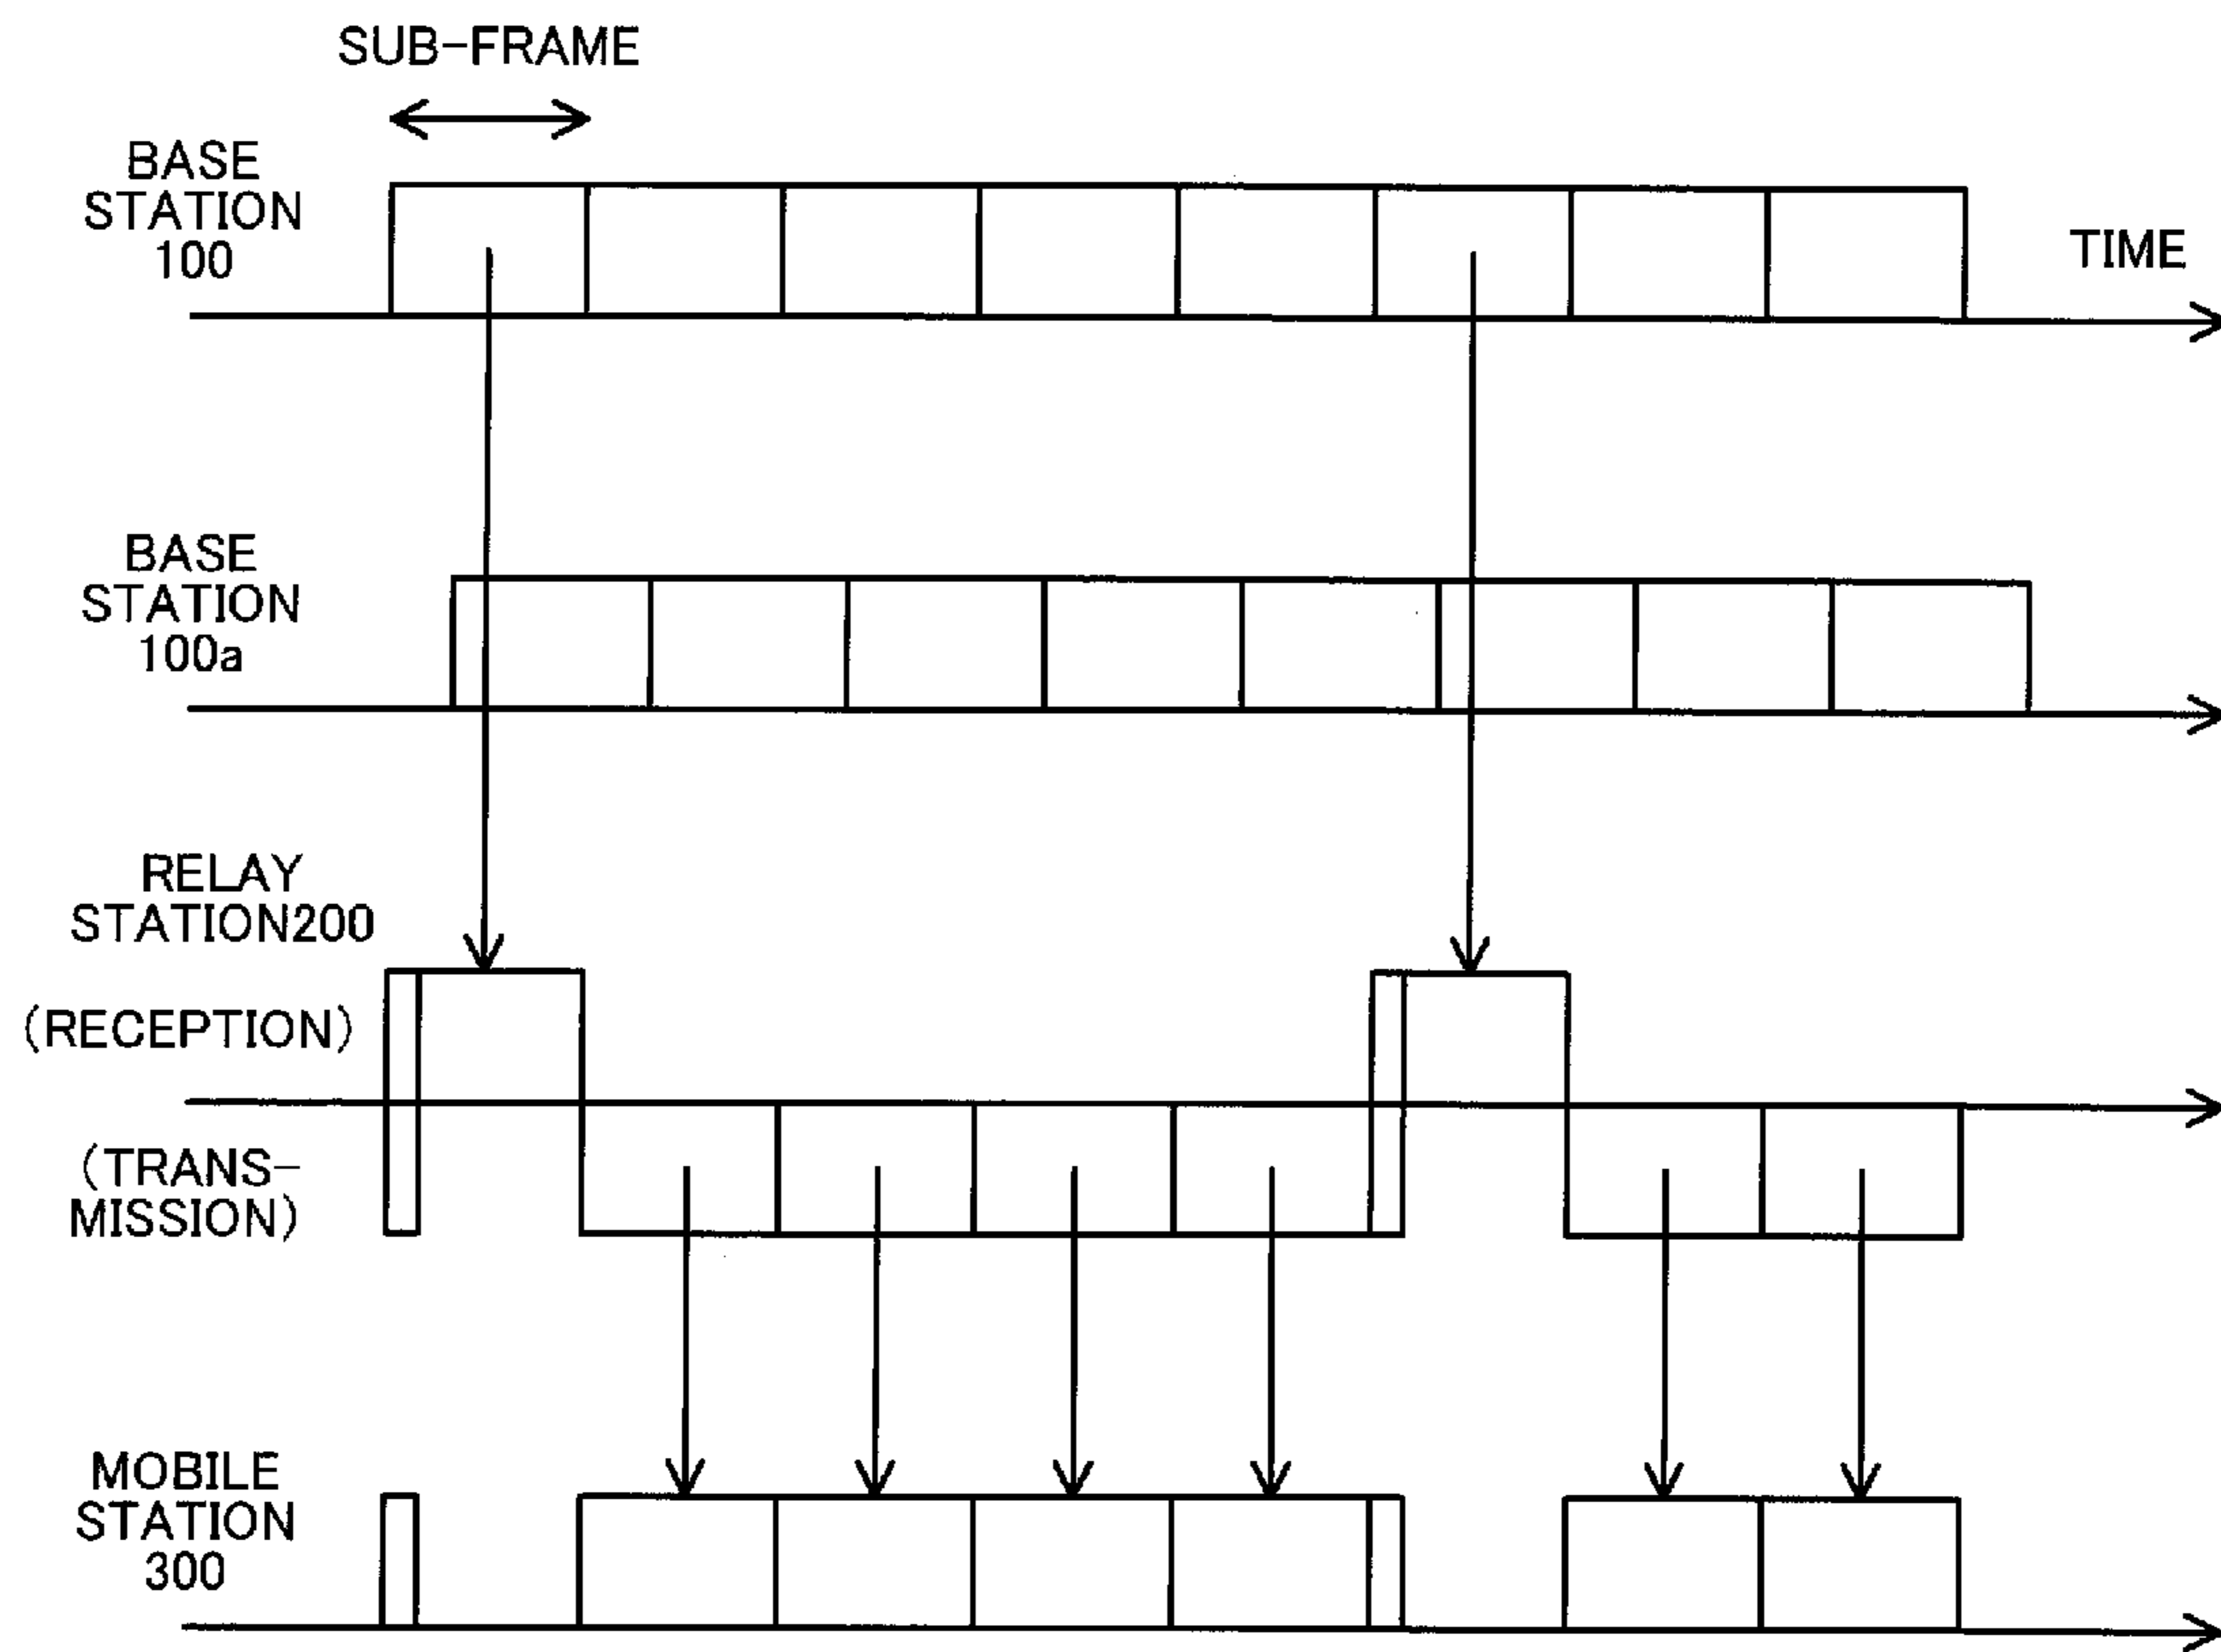 SUB-FRAME
BASE
STATION
100
TIME
BASE
STATION
100a
RELAY
STATION200
(RECEPTION)
(TRANS-
MISSION)
MOBILE
STATION
300